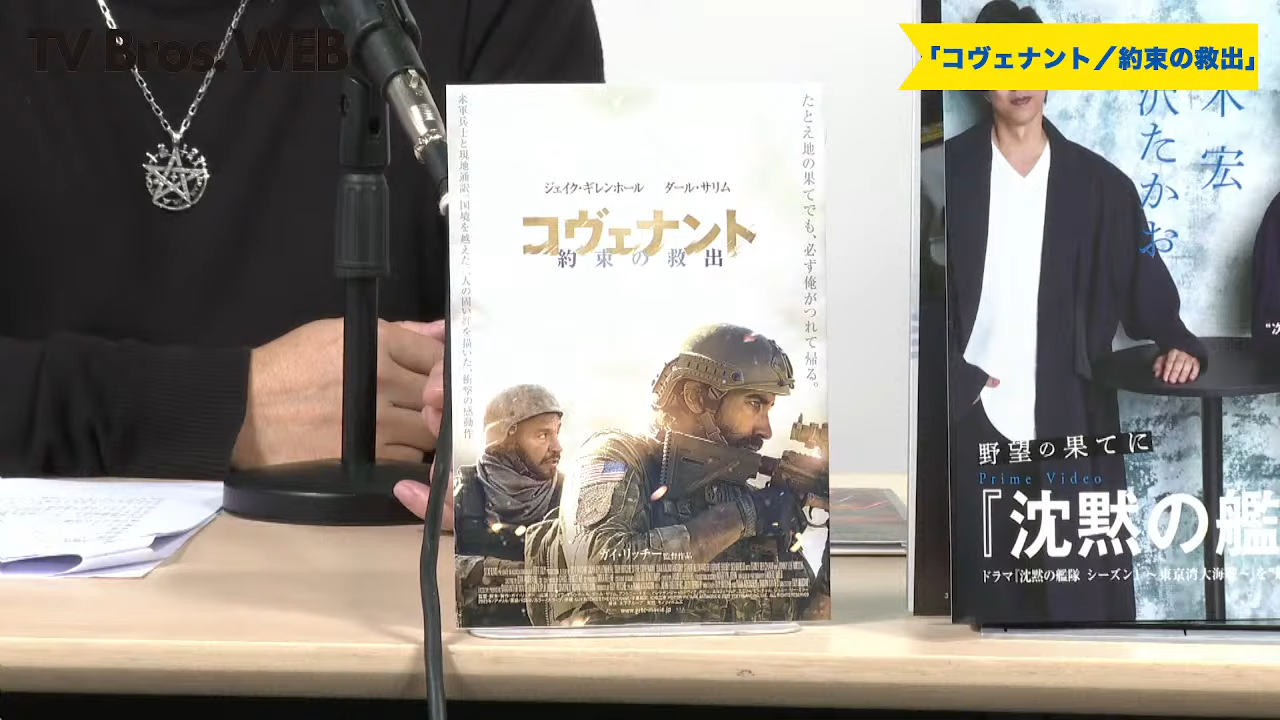 TV Bros. WEB
「コヴェナント／約束の救出」
米軍兵士と現地通訳、国境を越えた二人の固い絆を描いた、衝撃の感動作
たとえ地の果てでも、必ず俺がつれて帰る。
ジェイク・ギレンホール ダール・サリム
コヴェナント
約束の救出
ガイ・リッチー監督作品
木 宏
沢たかお
野望の果てに
Prime Video
『沈黙の艦
ドラマ『沈黙の艦隊 シーズン1 ～東京湾大海戦～』を